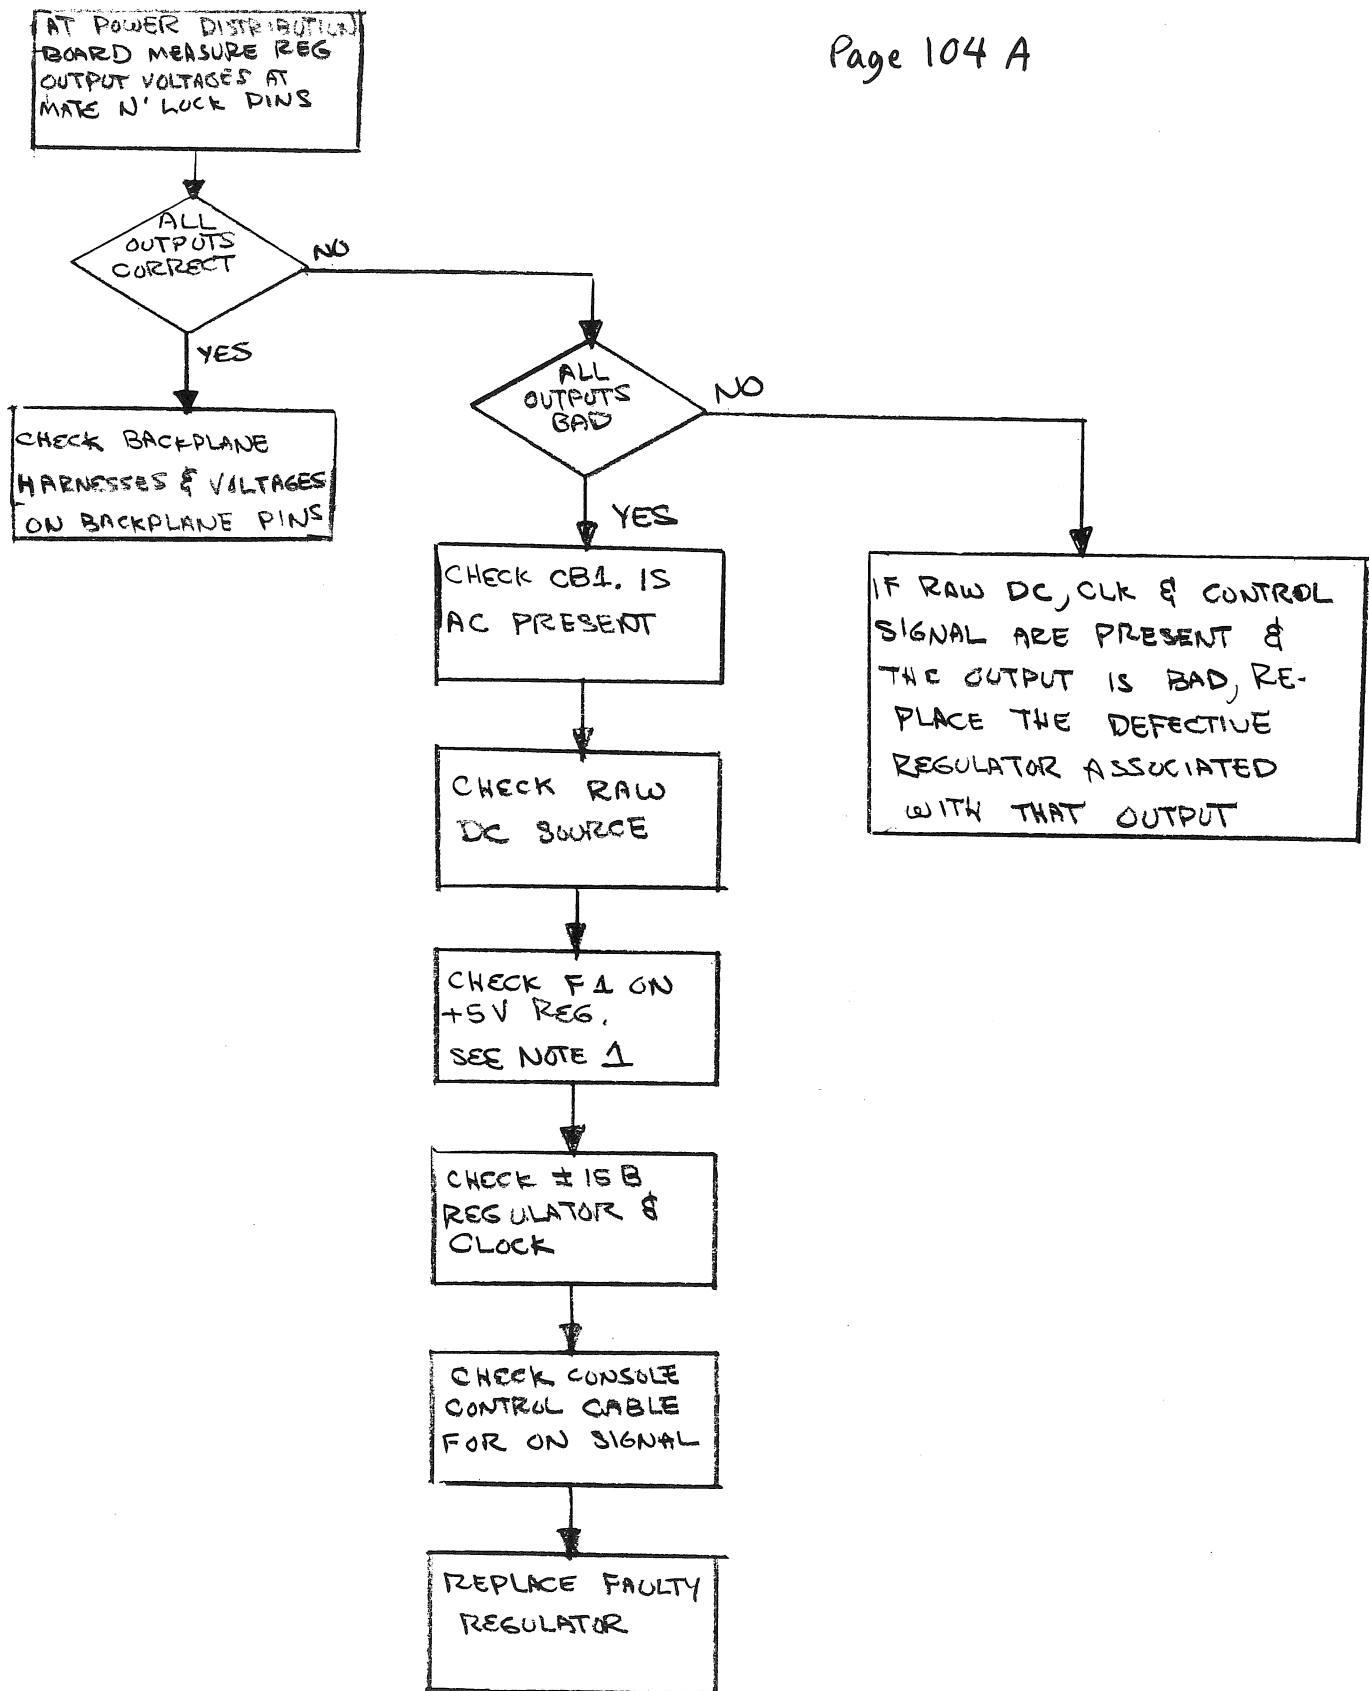 Page 104 A
AT POWER DISTRIBUTION
BOARD MEASURE REG
OUTPUT VOLTAGES AT
MATE N' LOCK PINS
ALL
OUTPUTS
CORRECT
NO
YES
CHECK BACKPLANE
HARNESSES & VOLTAGES
ON BACKPLANE PINS
ALL
OUTPUTS
BAD
NO
YES
CHECK CB1. IS
AC PRESENT
IF RAW DC, CLK & CONTROL
SIGNAL ARE PRESENT &
THE OUTPUT IS BAD, RE-
PLACE THE DEFECTIVE
REGULATOR ASSOCIATED
WITH THAT OUTPUT
CHECK RAW
DC SOURCE
CHECK F1 ON
+5V REG.
SEE NOTE 1
CHECK ±15 B
REGULATOR &
CLOCK
CHECK CONSOLE
CONTROL CABLE
FOR ON SIGNAL
REPLACE FAULTY
REGULATOR